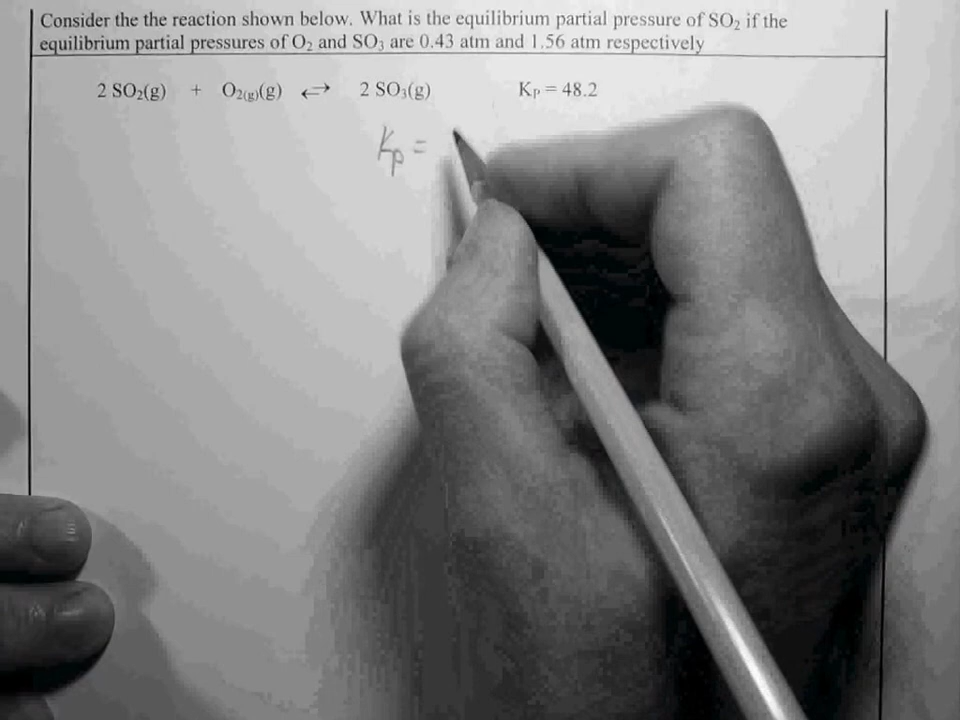 Consider the the reaction shown below. What is the equilibrium partial pressure of SO₂ if the
equilibrium partial pressures of O₂ and SO₃ are 0.43 atm and 1.56 atm respectively
2 SO₂(g) + O₂₍g₎(g) ⟷ 2 SO₃(g) Kₚ = 48.2
Kₚ =